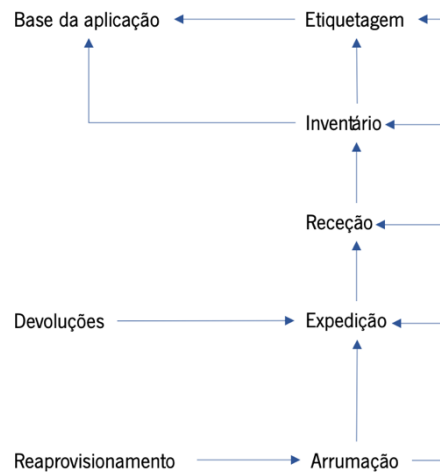 Base da aplicação
Etiquetagem
Inventário
Receção
Devoluções
Expedição
Reaprovisionamento
Arrumação